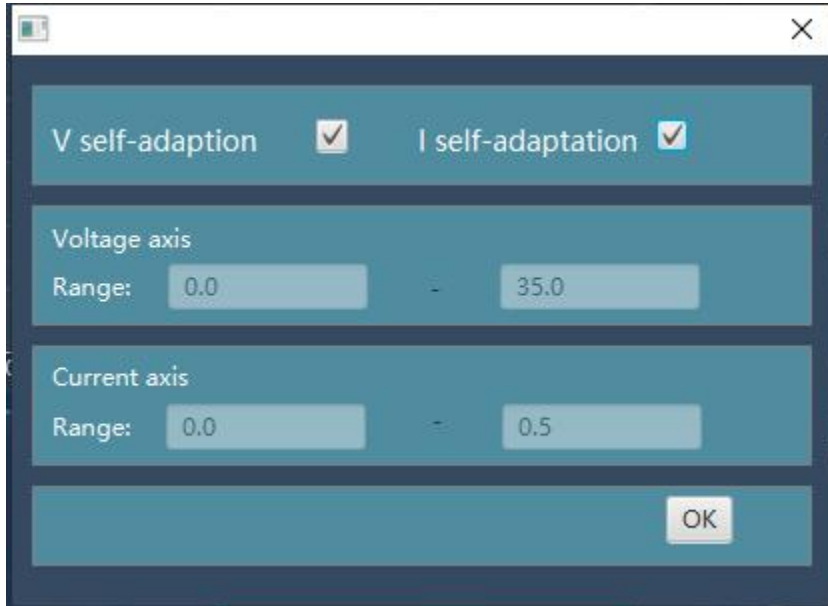 V self-adaption I self-adaptation
Voltage axis
Range: 0.0 - 35.0
Current axis
Range: 0.0 - 0.5
OK